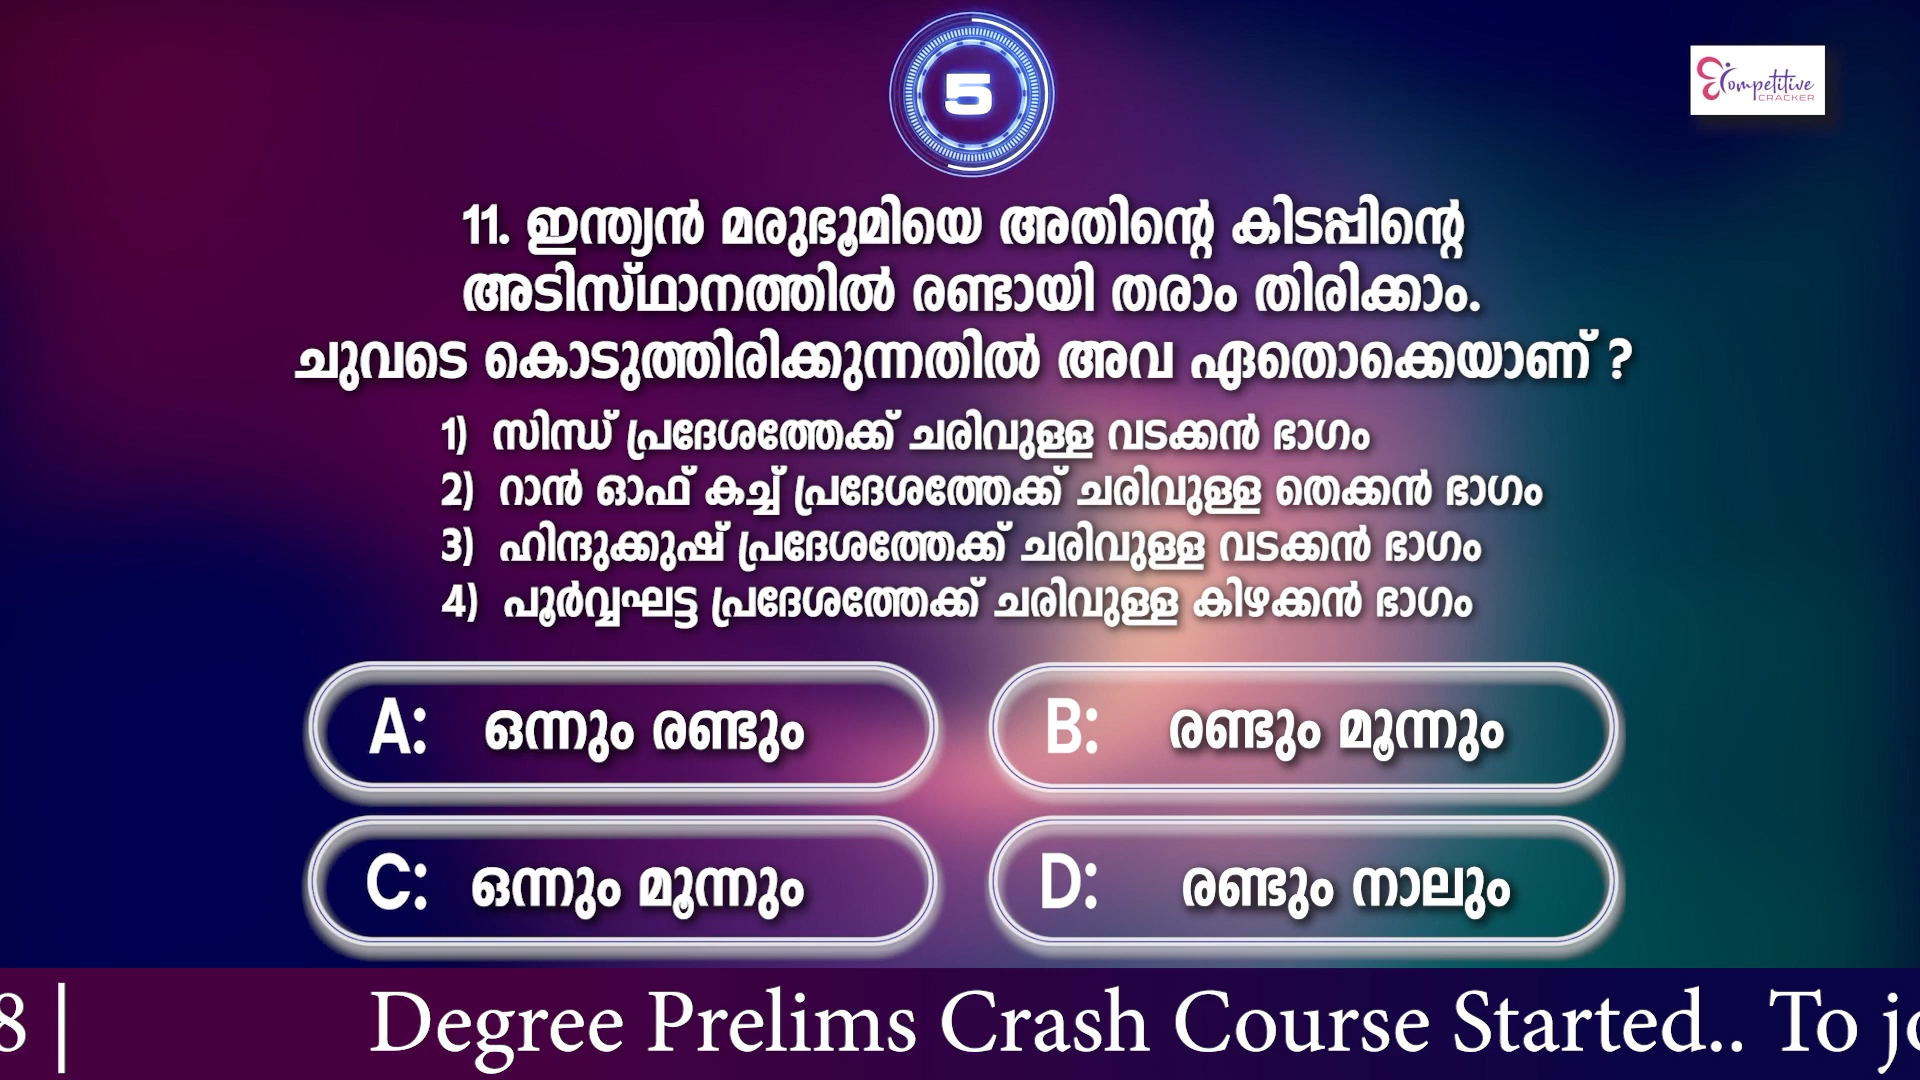 5
Competitive
CRACKER
11. ഇന്ത്യൻ മരുഭൂമിയെ അതിന്റെ കിടപ്പിന്റെ
അടിസ്ഥാനത്തിൽ രണ്ടായി തരാം തിരിക്കാം.
ചുവടെ കൊടുത്തിരിക്കുന്നതിൽ അവ ഏതൊക്കെയാണ് ?
1) സിന്ധ് പ്രദേശത്തേക്ക് ചരിവുള്ള വടക്കൻ ഭാഗം
2) റാൻ ഓഫ് കച്ച് പ്രദേശത്തേക്ക് ചരിവുള്ള തെക്കൻ ഭാഗം
3) ഹിന്ദുക്കുഷ് പ്രദേശത്തേക്ക് ചരിവുള്ള വടക്കൻ ഭാഗം
4) പൂർവ്വഘട്ട പ്രദേശത്തേക്ക് ചരിവുള്ള കിഴക്കൻ ഭാഗം
A: ഒന്നും രണ്ടും
B: രണ്ടും മൂന്നും
C: ഒന്നും മൂന്നും
D: രണ്ടും നാലും
8 | Degree Prelims Crash Course Started.. To jo